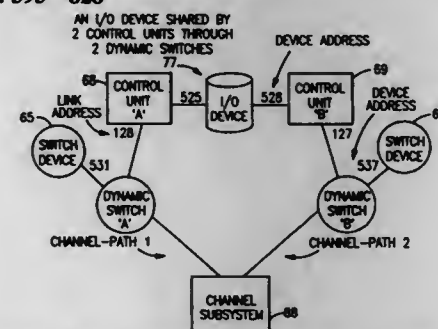 AN I/O DEVICE SHARED BY
2 CONTROL UNITS THROUGH
2 DYNAMIC SWITCHES
77
DEVICE ADDRESS
68
69
CONTROL
UNIT
'A'
525
I/O
DEVICE
526
CONTROL
UNIT
'B'
LINK
ADDRESS
DEVICE
ADDRESS
65
128
127
SWITCH
DEVICE
531
537
SWITCH
DEVICE
DYNAMIC
SWITCH
'A'
DYNAMIC
SWITCH
'B'
CHANNEL-PATH 1
CHANNEL-PATH 2
CHANNEL
SUBSYSTEM